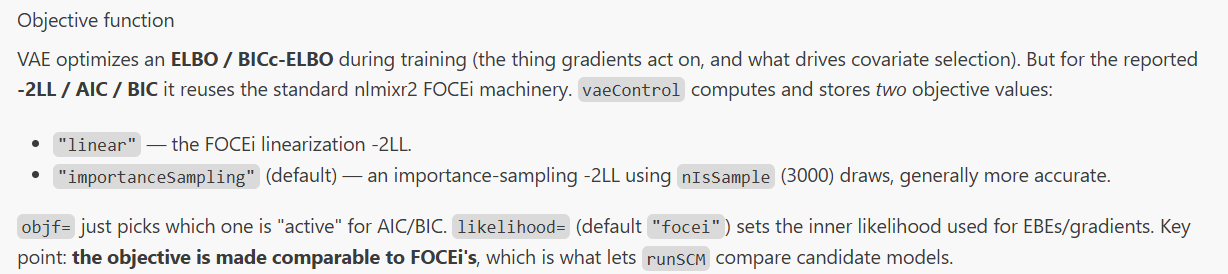 Objective function
VAE optimizes an ELBO / BICc-ELBO during training (the thing gradients act on, and what drives covariate selection). But for the reported
-2LL / AIC / BIC it reuses the standard nlmixr2 FOCEi machinery. vaeControl computes and stores two objective values:
• "linear" — the FOCEi linearization -2LL.
• "importanceSampling" (default) — an importance-sampling -2LL using nIsSample (3000) draws, generally more accurate.
objf= just picks which one is "active" for AIC/BIC. likelihood= (default "focei") sets the inner likelihood used for EBEs/gradients. Key
point: the objective is made comparable to FOCEi's, which is what lets runSCM compare candidate models.